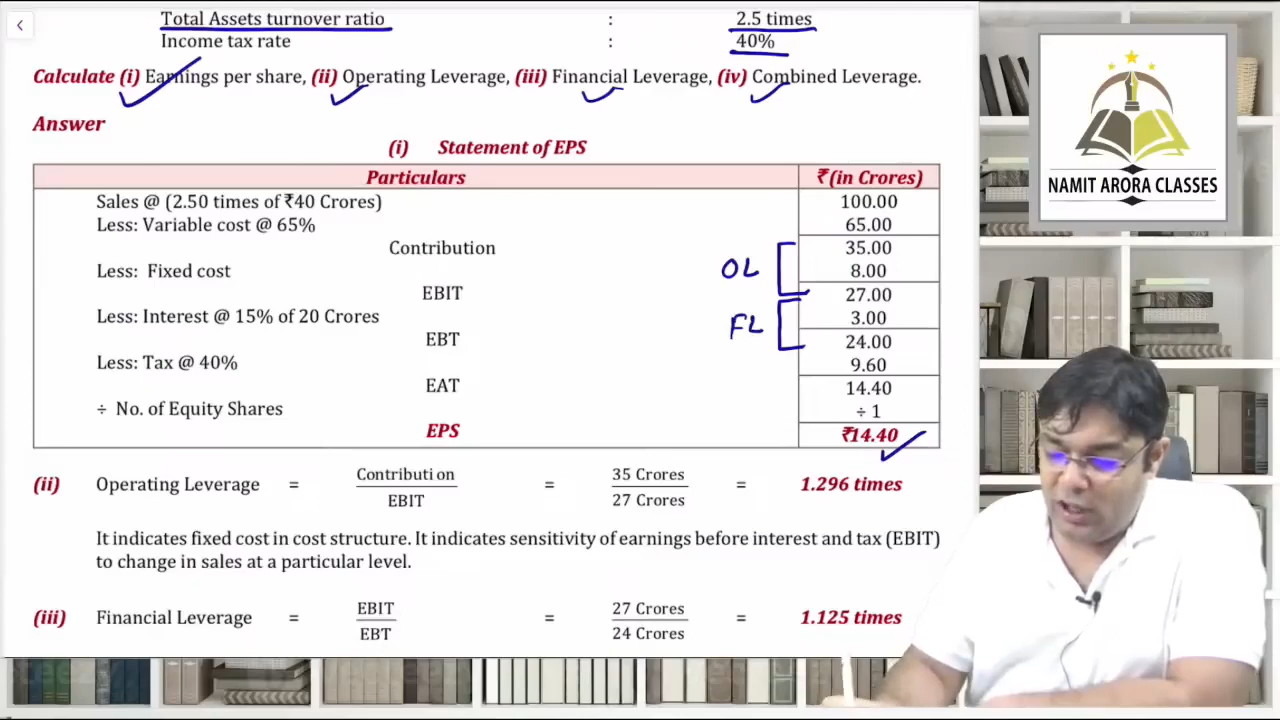 Total Assets turnover ratio : 2.5 times
Income tax rate : 40%
Calculate (i) Earnings per share, (ii) Operating Leverage, (iii) Financial Leverage, (iv) Combined Leverage.
Answer
(i) Statement of EPS
Particulars ₹(in Crores)
Sales @ (2.50 times of ₹40 Crores) 100.00
Less: Variable cost @ 65% 65.00
Contribution 35.00
Less: Fixed cost 8.00
OL
EBIT 27.00
Less: Interest @ 15% of 20 Crores 3.00
FL
EBT 24.00
Less: Tax @ 40% 9.60
EAT 14.40
÷ No. of Equity Shares ÷ 1
EPS ₹14.40
(ii) Operating Leverage = Contribution / EBIT = 35 Crores / 27 Crores = 1.296 times
It indicates fixed cost in cost structure. It indicates sensitivity of earnings before interest and tax (EBIT)
to change in sales at a particular level.
(iii) Financial Leverage = EBIT / EBT = 27 Crores / 24 Crores = 1.125 times
NAMIT ARORA CLASSES